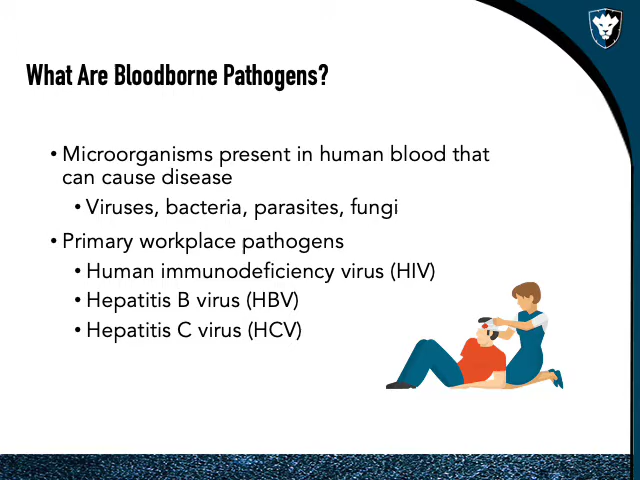 What Are Bloodborne Pathogens?
• Microorganisms present in human blood that
can cause disease
• Viruses, bacteria, parasites, fungi
• Primary workplace pathogens
• Human immunodeficiency virus (HIV)
• Hepatitis B virus (HBV)
• Hepatitis C virus (HCV)